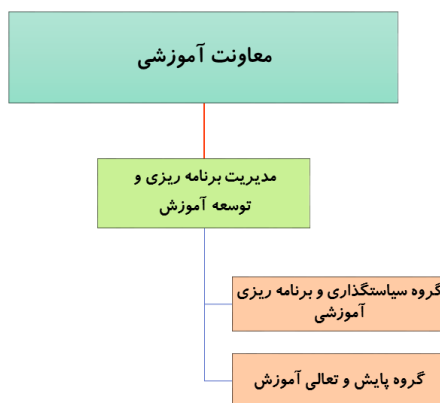 معاونت آموزشی
مدیریت برنامه ریزی و
توسعه آموزش
گروه سیاستگذاری و برنامه ریزی
آموزشی
گروه پایش و تعالی آموزش